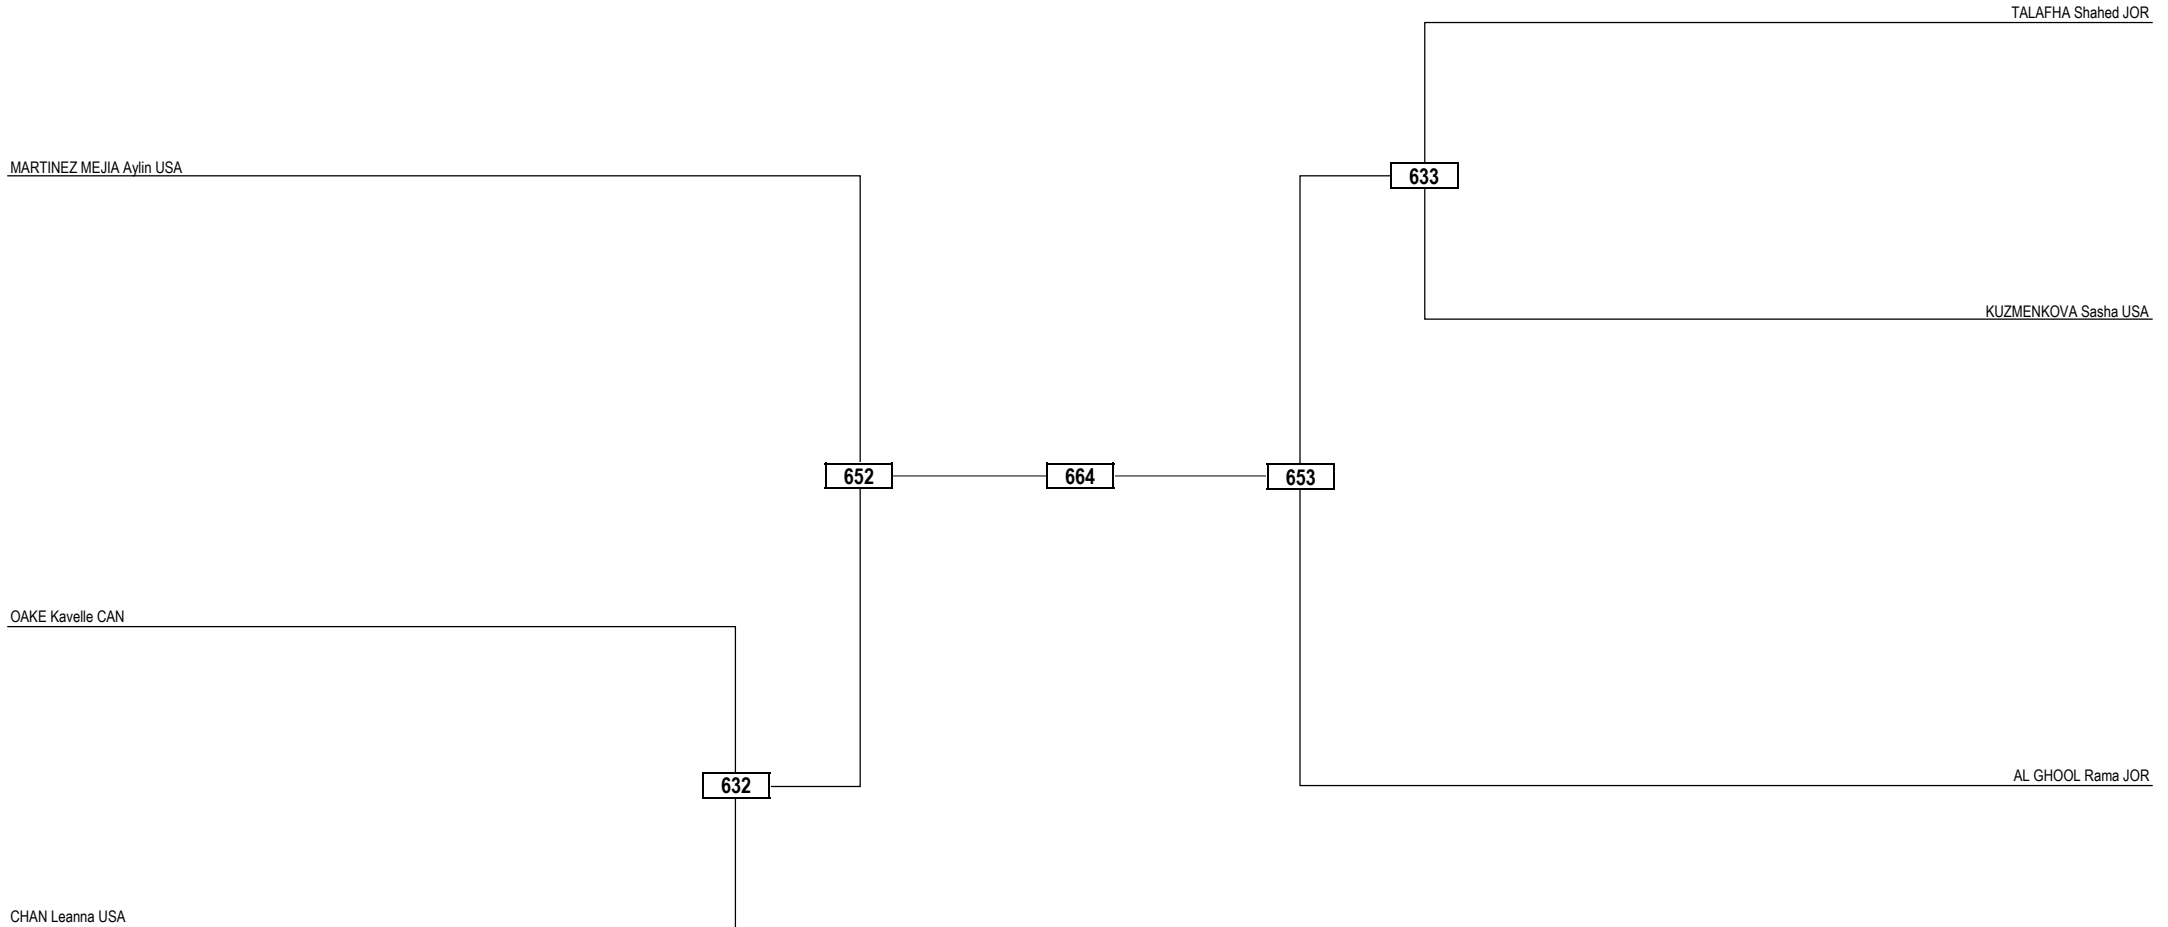 TALAFHA Shahed JOR
MARTINEZ MEJIA Aylin USA
633
KUZMENKOVA Sasha USA
652
664
653
OAKE Kavelle CAN
AL GHOOL Rama JOR
632
CHAN Leanna USA